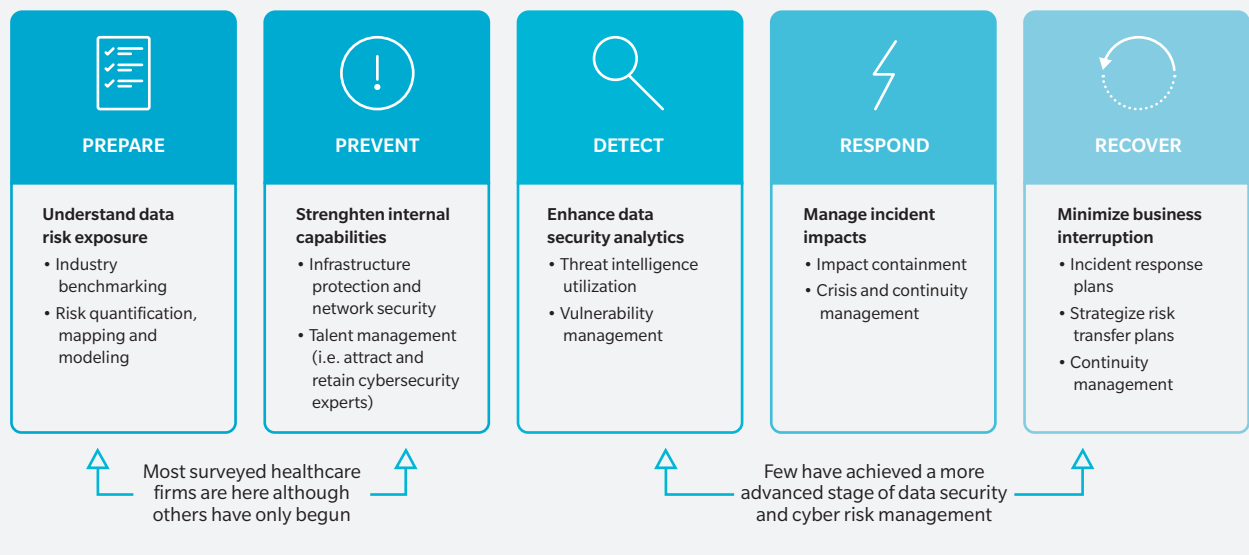 PREPARE
Understand data
risk exposure
• Industry
benchmarking
• Risk quantification,
mapping and
modeling
PREVENT
Strenghten internal
capabilities
• Infrastructure
protection and
network security
• Talent management
(i.e. attract and
retain cybersecurity
experts)
DETECT
Enhance data
security analytics
• Threat intelligence
utilization
• Vulnerability
management
RESPOND
Manage incident
impacts
• Impact containment
• Crisis and continuity
management
RECOVER
Minimize business
interruption
• Incident response
plans
• Strategize risk
transfer plans
• Continuity
management
Most surveyed healthcare
firms are here although
others have only begun
Few have achieved a more
advanced stage of data security
and cyber risk management